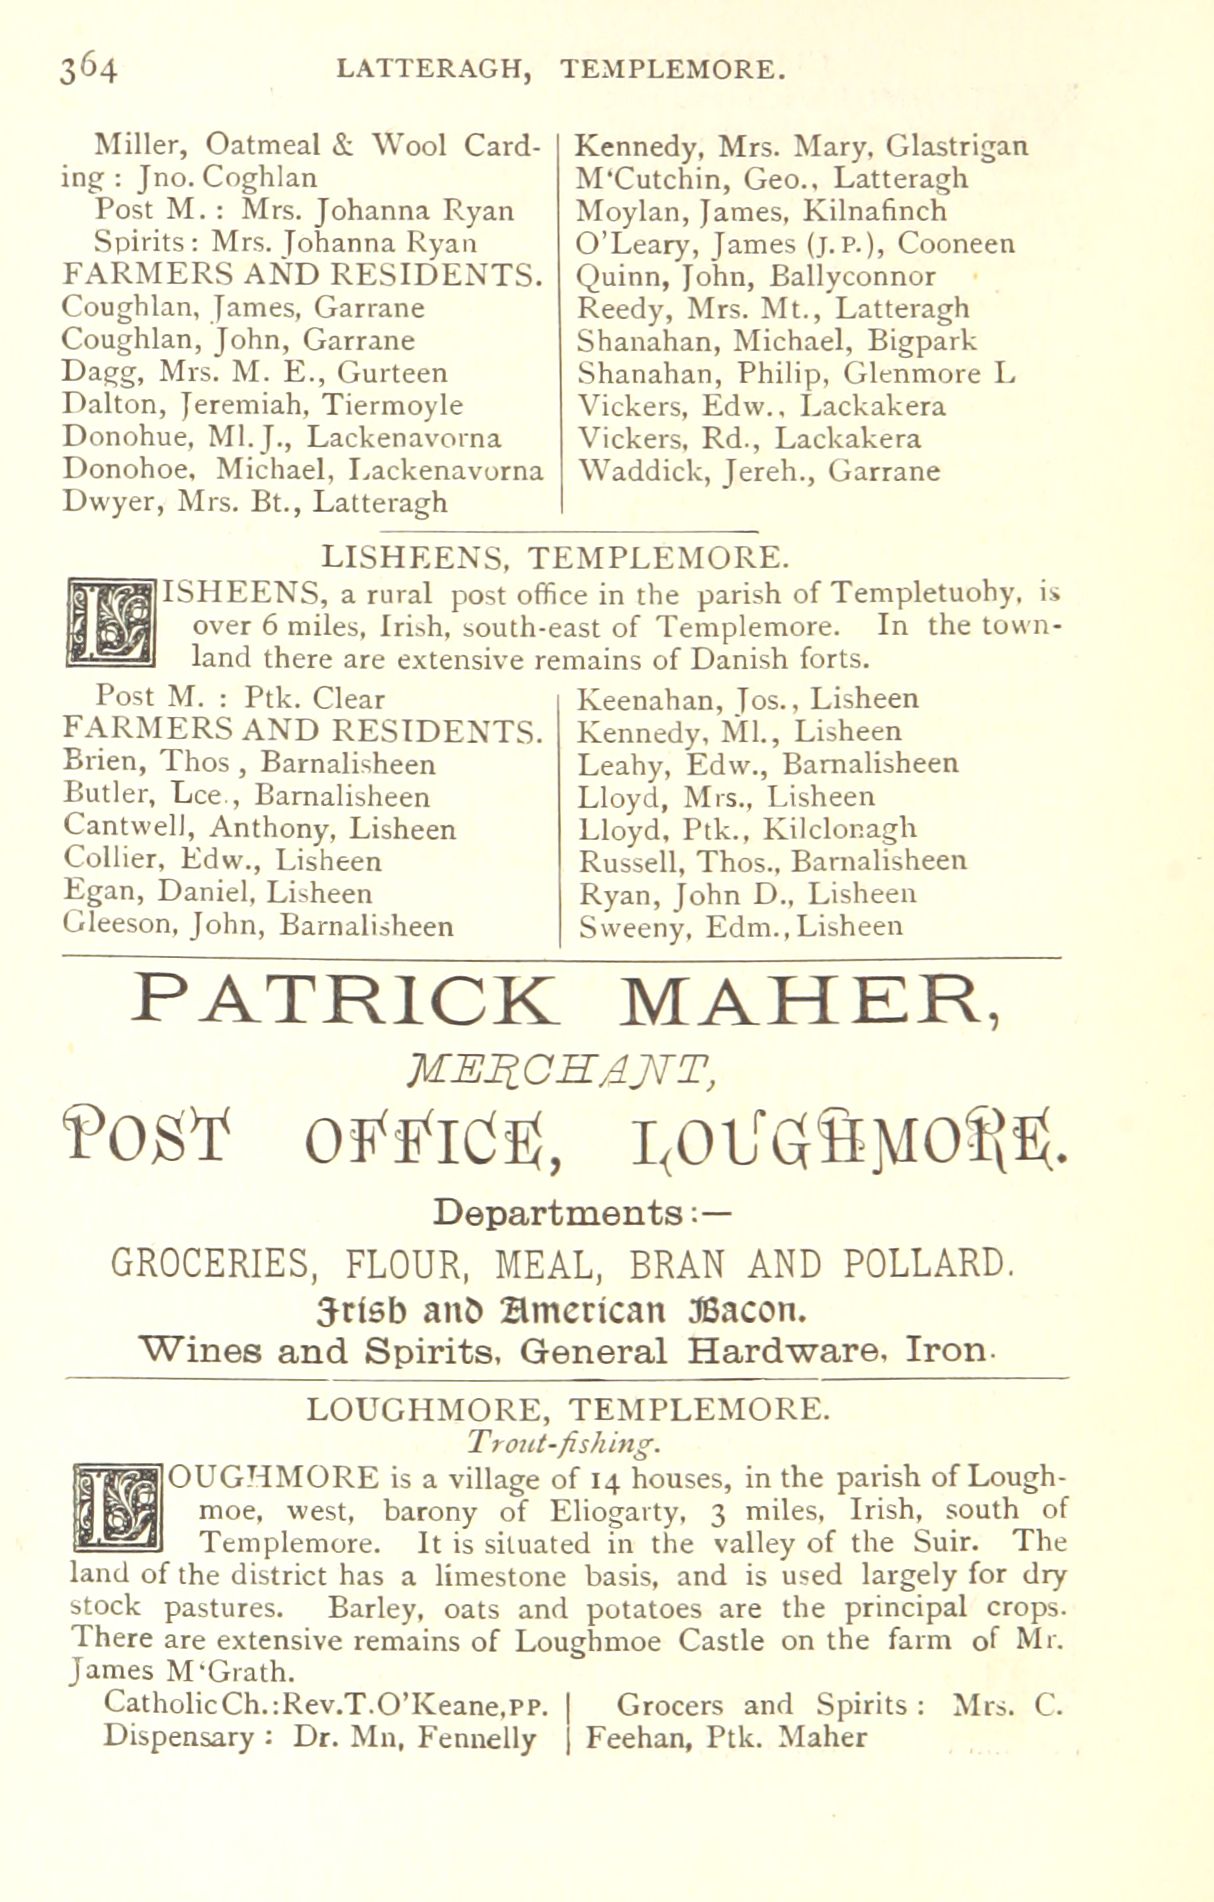 364 LATTERAGH, TEMPLEMORE.
Miller, Oatmeal & Wool Card-
ing : Jno. Coghlan
Post M. : Mrs. Johanna Ryan
Spirits : Mrs. Johanna Ryan
FARMERS AND RESIDENTS.
Coughlan, James, Garrane
Coughlan, John, Garrane
Dagg, Mrs. M. E., Gurteen
Dalton, Jeremiah, Tiermoyle
Donohue, Ml. J., Lackenavorna
Donohoe, Michael, Lackenavorna
Dwyer, Mrs. Bt., Latteragh
Kennedy, Mrs. Mary, Glastrigan
M'Cutchin, Geo., Latteragh
Moylan, James, Kilnafinch
O'Leary, James (J.P.), Cooneen
Quinn, John, Ballyconnor
Reedy, Mrs. Mt., Latteragh
Shanahan, Michael, Bigpark
Shanahan, Philip, Glenmore L
Vickers, Edw., Lackakera
Vickers, Rd., Lackakera
Waddick, Jereh., Garrane
LISHEENS, TEMPLEMORE.
LISHEENS, a rural post office in the parish of Templetuohy, is
over 6 miles, Irish, south-east of Templemore. In the town-
land there are extensive remains of Danish forts.
Post M. : Ptk. Clear
FARMERS AND RESIDENTS.
Brien, Thos , Barnalisheen
Butler, Lce., Barnalisheen
Cantwell, Anthony, Lisheen
Collier, Edw., Lisheen
Egan, Daniel, Lisheen
Gleeson, John, Barnalisheen
Keenahan, Jos., Lisheen
Kennedy, Ml., Lisheen
Leahy, Edw., Barnalisheen
Lloyd, Mrs., Lisheen
Lloyd, Ptk., Kilclonagh
Russell, Thos., Barnalisheen
Ryan, John D., Lisheen
Sweeny, Edm., Lisheen
PATRICK MAHER,
MERCHANT,
POST OFFICE, LOUGHMORE.
Departments :—
GROCERIES, FLOUR, MEAL, BRAN AND POLLARD.
Irish and American Bacon.
Wines and Spirits, General Hardware, Iron.
LOUGHMORE, TEMPLEMORE.
Trout-fishing.
LOUGHMORE is a village of 14 houses, in the parish of Lough-
moe, west, barony of Eliogarty, 3 miles, Irish, south of
Templemore. It is situated in the valley of the Suir. The
land of the district has a limestone basis, and is used largely for dry
stock pastures. Barley, oats and potatoes are the principal crops.
There are extensive remains of Loughmoe Castle on the farm of Mr.
James M'Grath.
Catholic Ch.: Rev. T. O'Keane, PP.
Dispensary : Dr. Mn, Fennelly
Grocers and Spirits : Mrs. C.
Feehan, Ptk. Maher